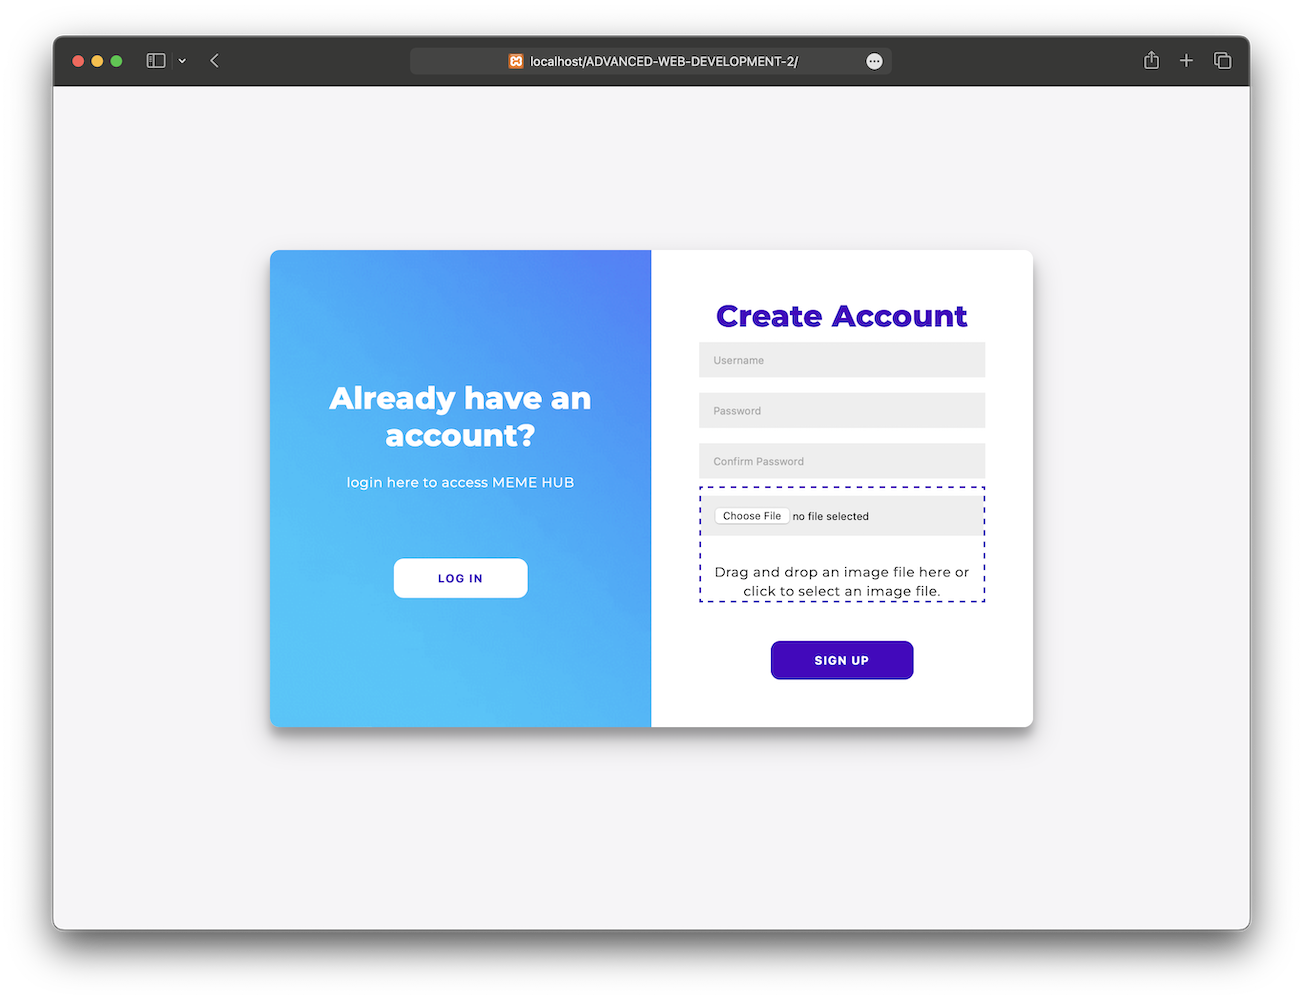 localhost/ADVANCED-WEB-DEVELOPMENT-2/
Already have an
account?
login here to access MEME HUB
LOG IN
Create Account
Username
Password
Confirm Password
Choose File no file selected
Drag and drop an image file here or
click to select an image file.
SIGN UP